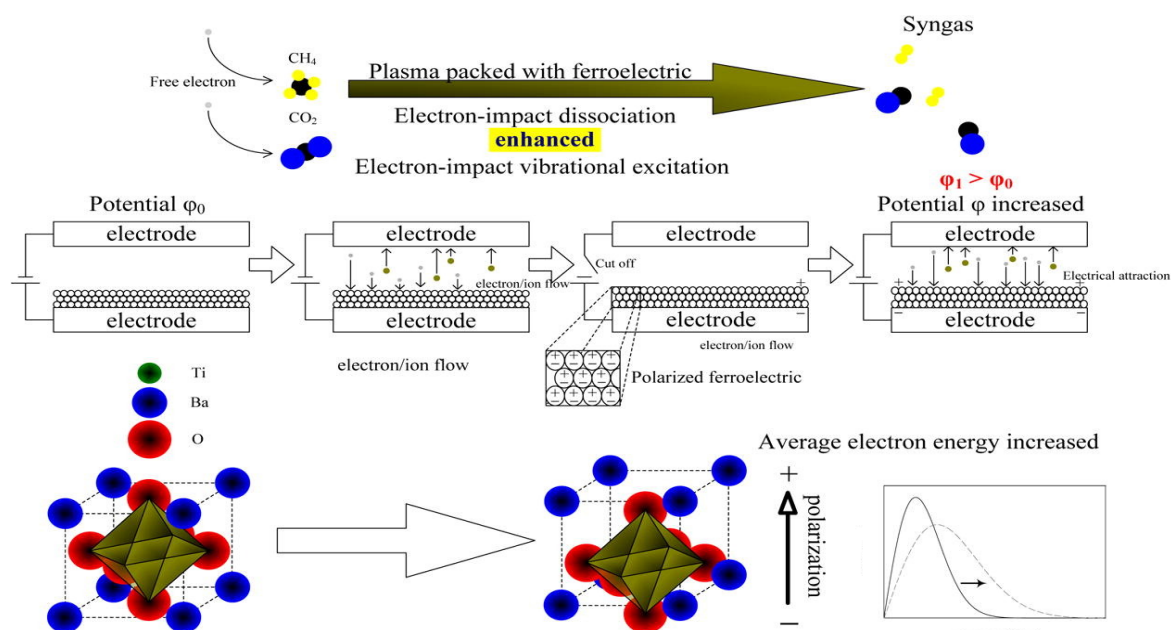 Syngas
CH4
Free electron
Plasma packed with ferroelectric
CO2
Electron-impact dissociation
enhanced
Electron-impact vibrational excitation
φ1 > φ0
Potential φ0
Potential φ increased
electrode
electrode
electrode
electrode
Cut off
electron/ion flow
Electrical attraction
+
+ +
electrode
electrode
− electrode
− electrode −
electron/ion flow
electron/ion flow
Polarized ferroelectric
Ti
Ba
O
Average electron energy increased
+
polarization
−